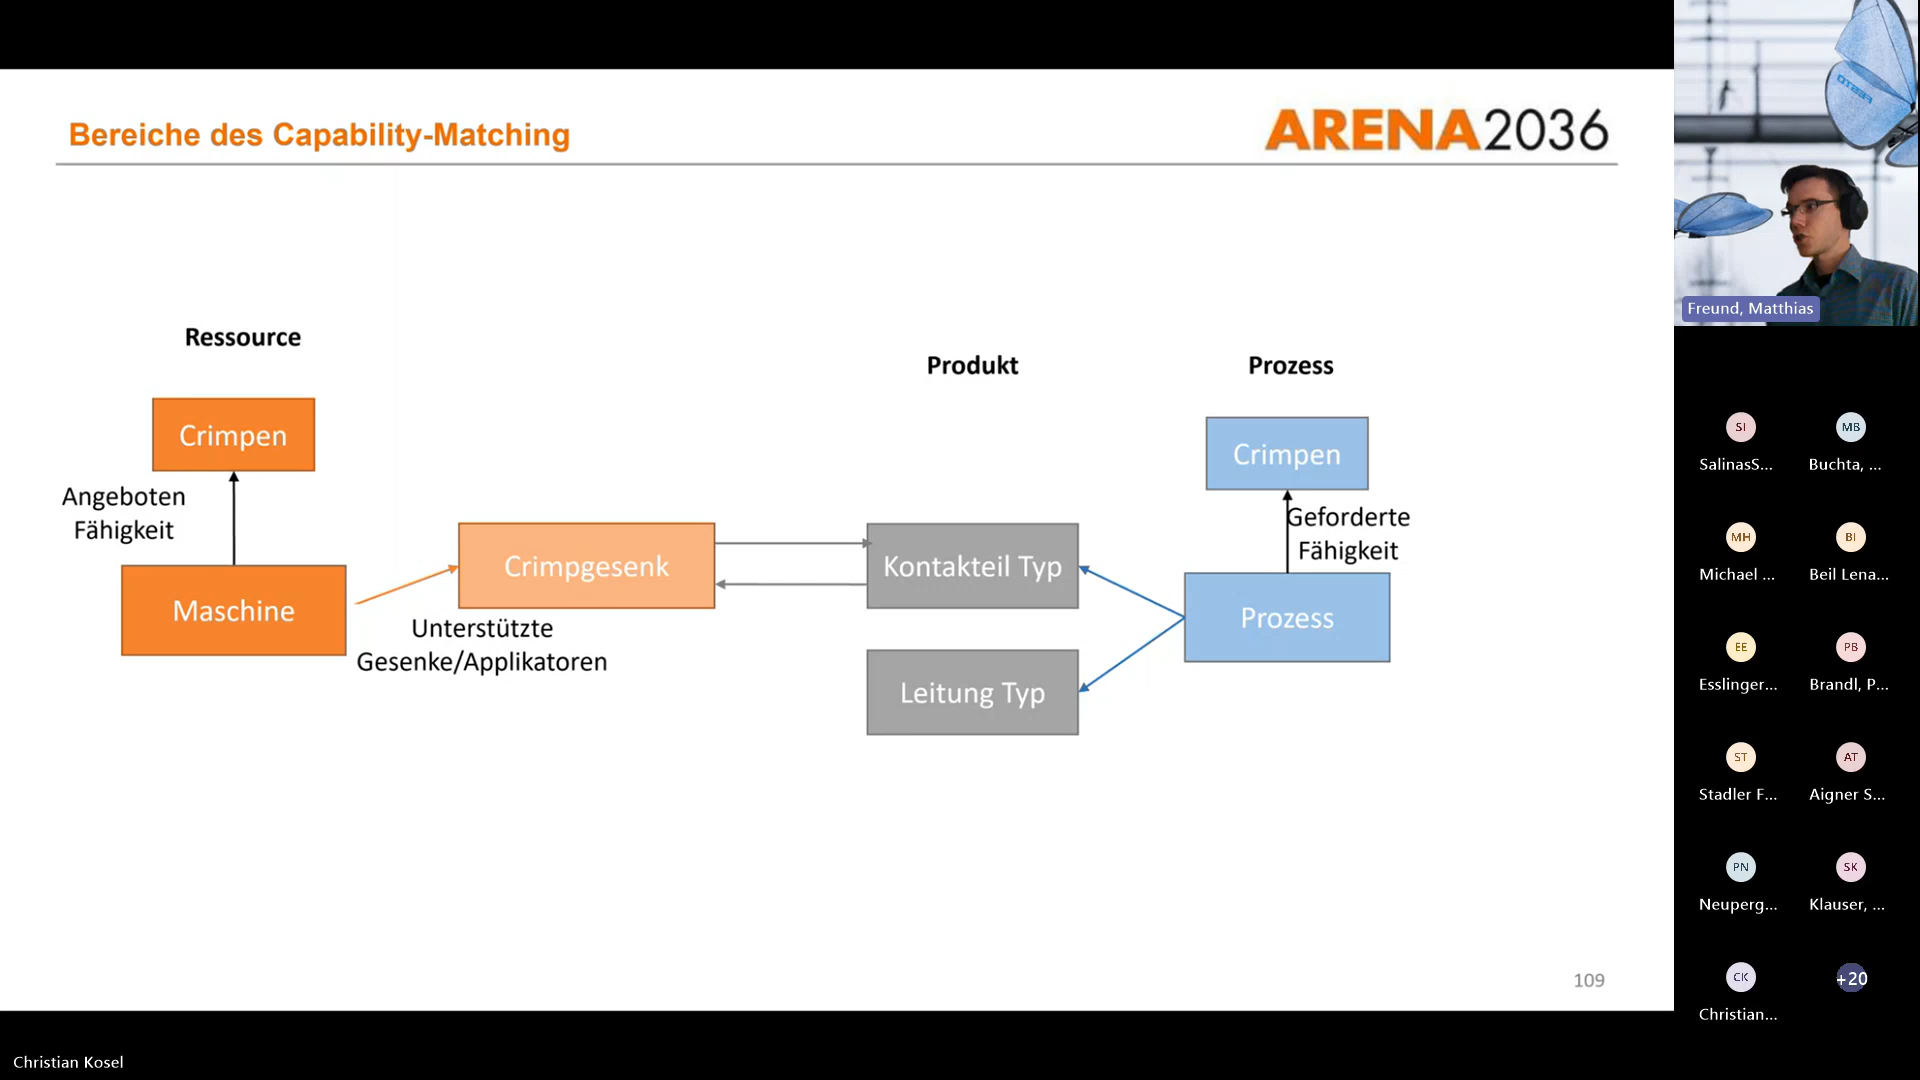 Bereiche des Capability-Matching
ARENA2036
Ressource
Produkt
Prozess
Crimpen
Crimpen
Angeboten
Fähigkeit
Geforderte
Fähigkeit
Crimpgesenk
Kontakteil Typ
Maschine
Prozess
Unterstützte
Gesenke/Applikatoren
Leitung Typ
109
Christian Kosel
FESTO
Freund, Matthias
SI
MB
SalinasS...
Buchta, ...
MH
BI
Michael ...
Beil Lena...
EE
PB
Esslinger...
Brandl, P...
ST
AT
Stadler F...
Aigner S...
PN
SK
Neuperg...
Klauser, ...
CK
+20
Christian...